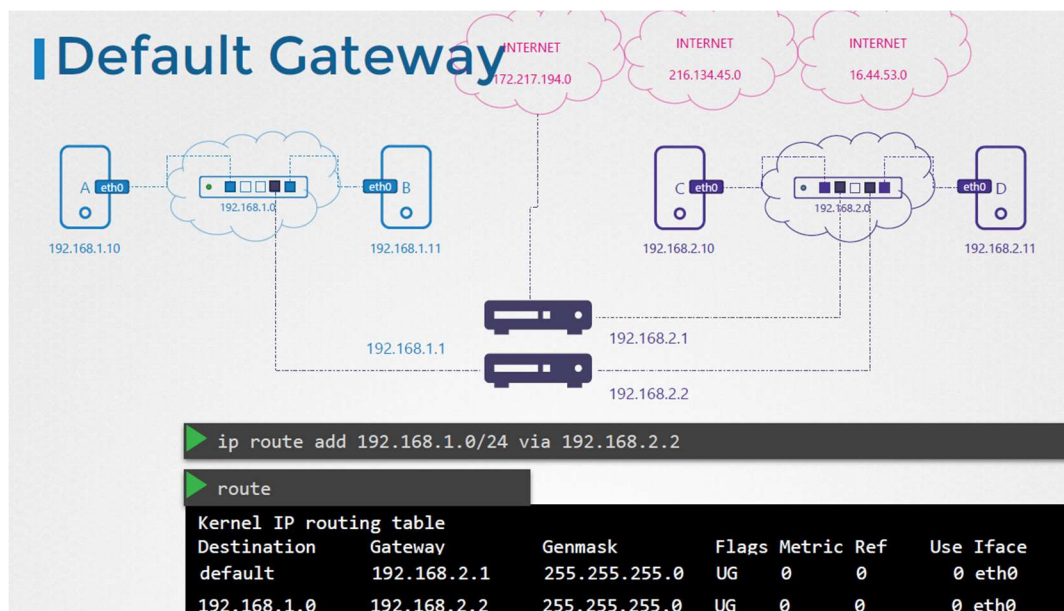 Default Gateway
INTERNET
172.217.194.0
INTERNET
216.134.45.0
INTERNET
16.44.53.0
A eth0
192.168.1.0
eth0 B
C eth0
192.168.2.0
eth0 D
192.168.1.10
192.168.1.11
192.168.2.10
192.168.2.11
192.168.1.1
192.168.2.1
192.168.2.2
ip route add 192.168.1.0/24 via 192.168.2.2
route
Kernel IP routing table
Destination Gateway Genmask Flags Metric Ref Use Iface
default 192.168.2.1 255.255.255.0 UG 0 0 0 eth0
192.168.1.0 192.168.2.2 255.255.255.0 UG 0 0 0 eth0